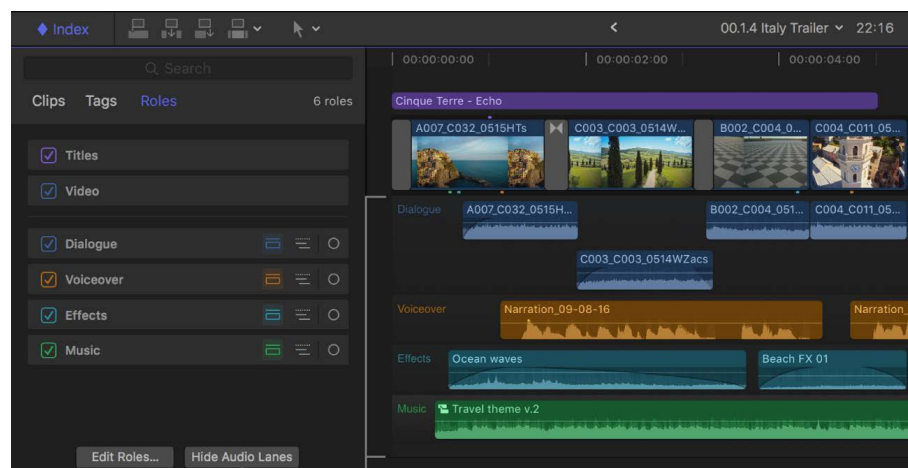 Index
00.1.4 Italy Trailer 22:16
Search
00:00:00:00 00:00:02:00 00:00:04:00
Clips Tags Roles 6 roles
Cinque Terre - Echo
A007_C032_0515HTs C003_C003_0514W... B002_C004_0... C004_C011_05...
Titles
Video
Dialogue A007_C032_0515H... B002_C004_051... C004_C011_05...
Dialogue
C003_C003_0514WZacs
Voiceover
Voiceover Narration_09-08-16 Narration_
Effects
Effects Ocean waves Beach FX 01
Music
Music Travel theme v.2
Edit Roles... Hide Audio Lanes